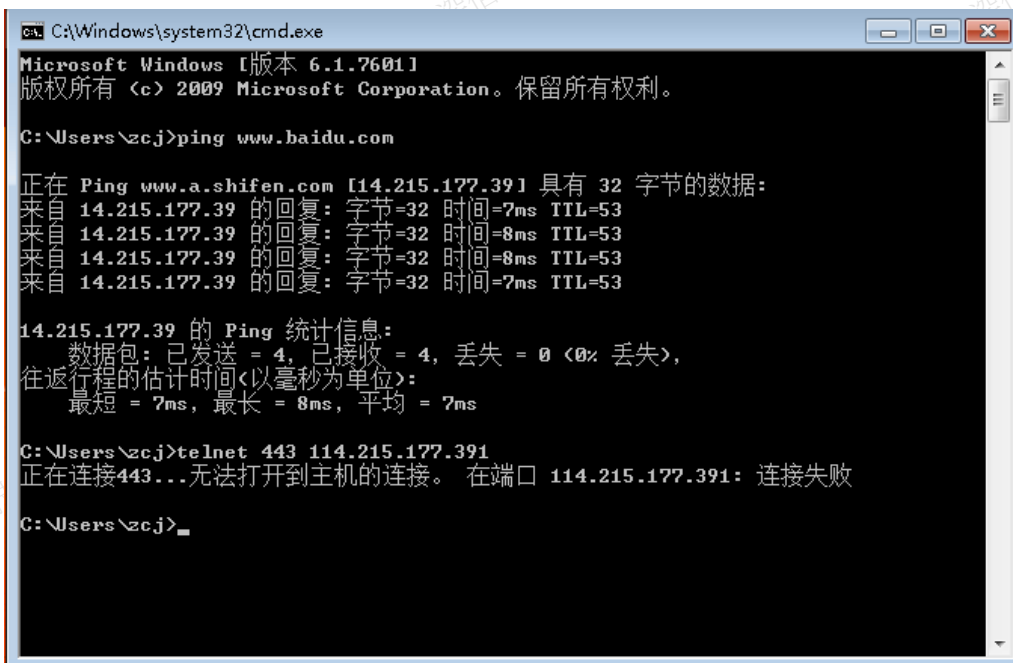 C:\Windows\system32\cmd.exe
Microsoft Windows [版本 6.1.7601]
版权所有 (c) 2009 Microsoft Corporation。保留所有权利。
C:\Users\zcj>ping www.baidu.com
正在 Ping www.a.shifen.com [14.215.177.39] 具有 32 字节的数据:
来自 14.215.177.39 的回复: 字节=32 时间=7ms TTL=53
来自 14.215.177.39 的回复: 字节=32 时间=8ms TTL=53
来自 14.215.177.39 的回复: 字节=32 时间=8ms TTL=53
来自 14.215.177.39 的回复: 字节=32 时间=7ms TTL=53
14.215.177.39 的 Ping 统计信息:
数据包: 已发送 = 4, 已接收 = 4, 丢失 = 0 (0% 丢失),
往返行程的估计时间(以毫秒为单位):
最短 = 7ms, 最长 = 8ms, 平均 = 7ms
C:\Users\zcj>telnet 443 114.215.177.391
正在连接443...无法打开到主机的连接。 在端口 114.215.177.391: 连接失败
C:\Users\zcj>_